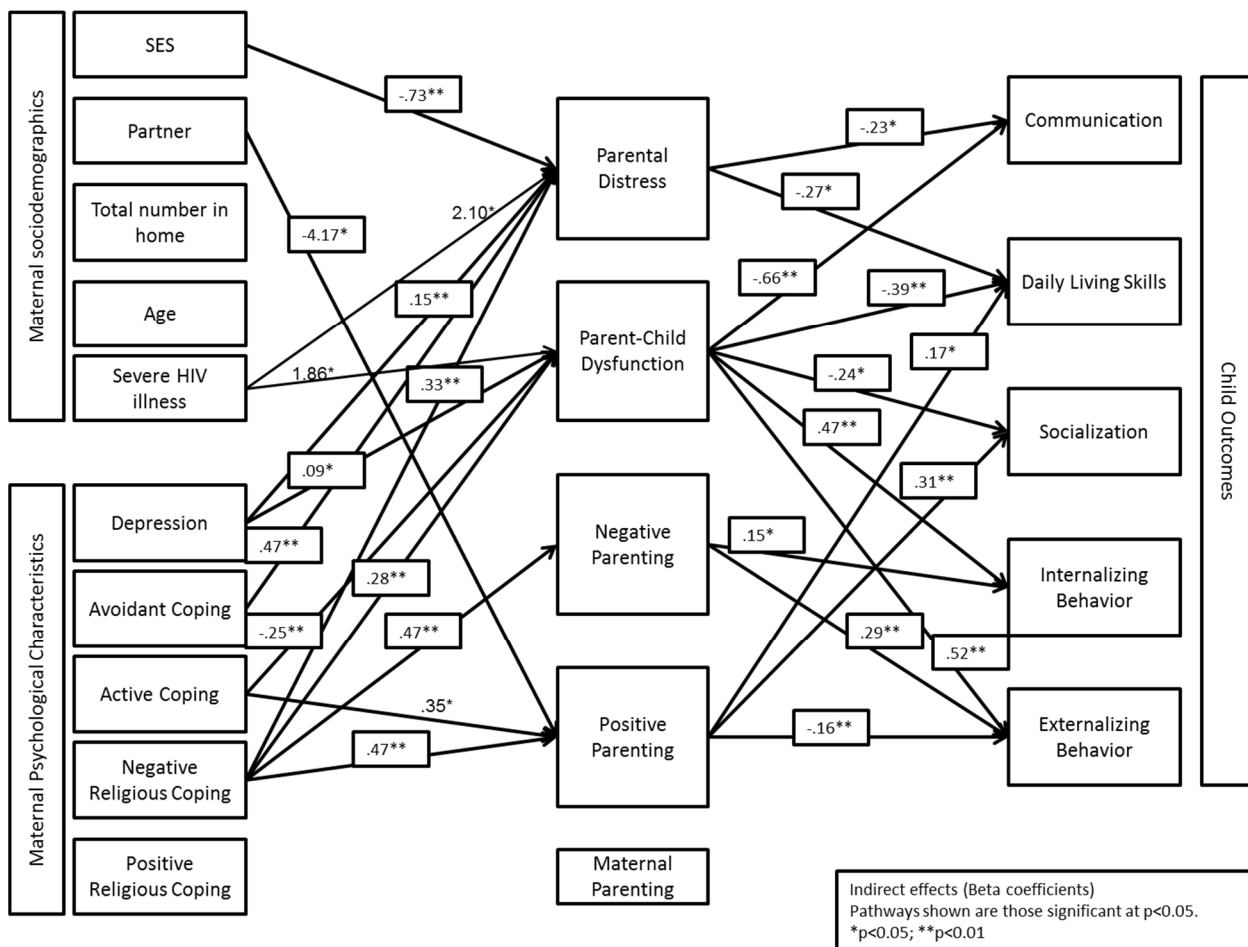 Maternal sociodemographics
SES
Partner
Total number in
home
Age
Severe HIV
illness
Maternal Psychological Characteristics
Depression
Avoidant Coping
Active Coping
Negative
Religious Coping
Positive
Religious Coping
-.73**
-4.17*
2.10*
.15**
1.86*
.33**
.09*
.47**
.28**
-.25**
.47**
.35*
.47**
Parental
Distress
Parent-Child
Dysfunction
Negative
Parenting
Positive
Parenting
Maternal
Parenting
-.23*
-.27*
-.66**
-.39**
.17*
-.24*
.47**
.31**
.15*
.29**
.52**
-.16**
Communication
Daily Living Skills
Socialization
Internalizing
Behavior
Externalizing
Behavior
Child Outcomes
Indirect effects (Beta coefficients)
Pathways shown are those significant at p<0.05.
*p<0.05; **p<0.01